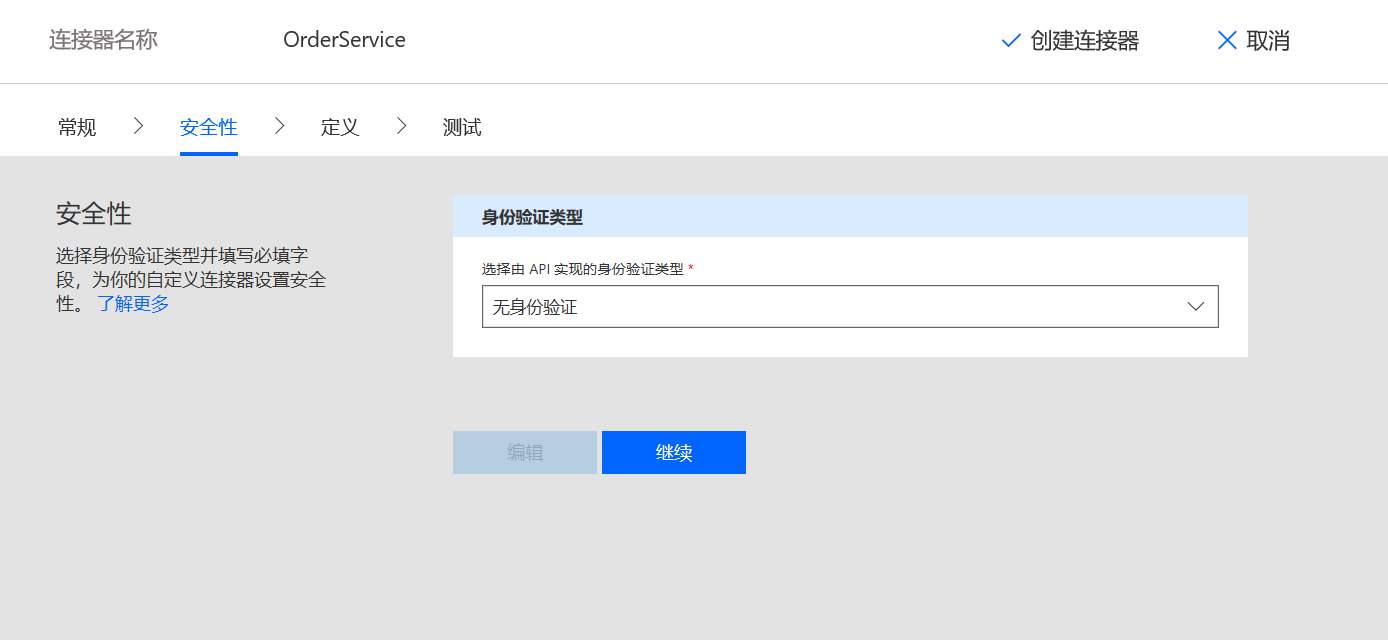 连接器名称
OrderService
创建连接器
取消
常规
安全性
定义
测试
安全性
选择身份验证类型并填写必填字
段，为你的自定义连接器设置安全
性。 了解更多
身份验证类型
选择由 API 实现的身份验证类型 *
无身份验证
编辑
继续